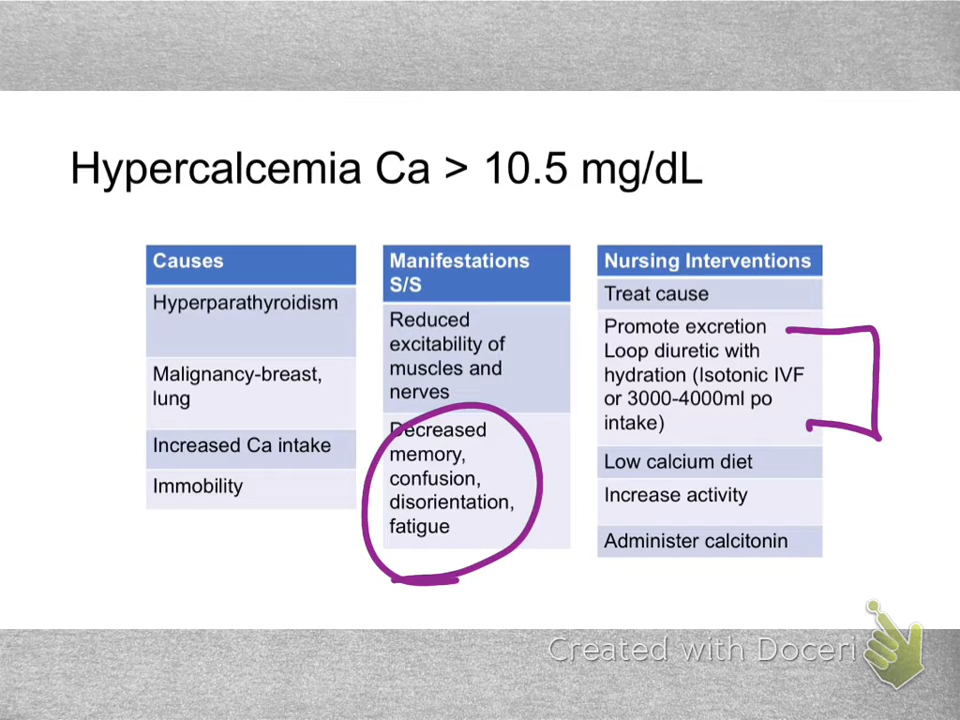 Hypercalcemia Ca > 10.5 mg/dL
Causes
Hyperparathyroidism
Malignancy-breast,
lung
Increased Ca intake
Immobility
Manifestations
S/S
Reduced
excitability of
muscles and
nerves
Decreased
memory,
confusion,
disorientation,
fatigue
Nursing Interventions
Treat cause
Promote excretion
Loop diuretic with
hydration (Isotonic IVF
or 3000-4000ml po
intake)
Low calcium diet
Increase activity
Administer calcitonin
Created with Doceri